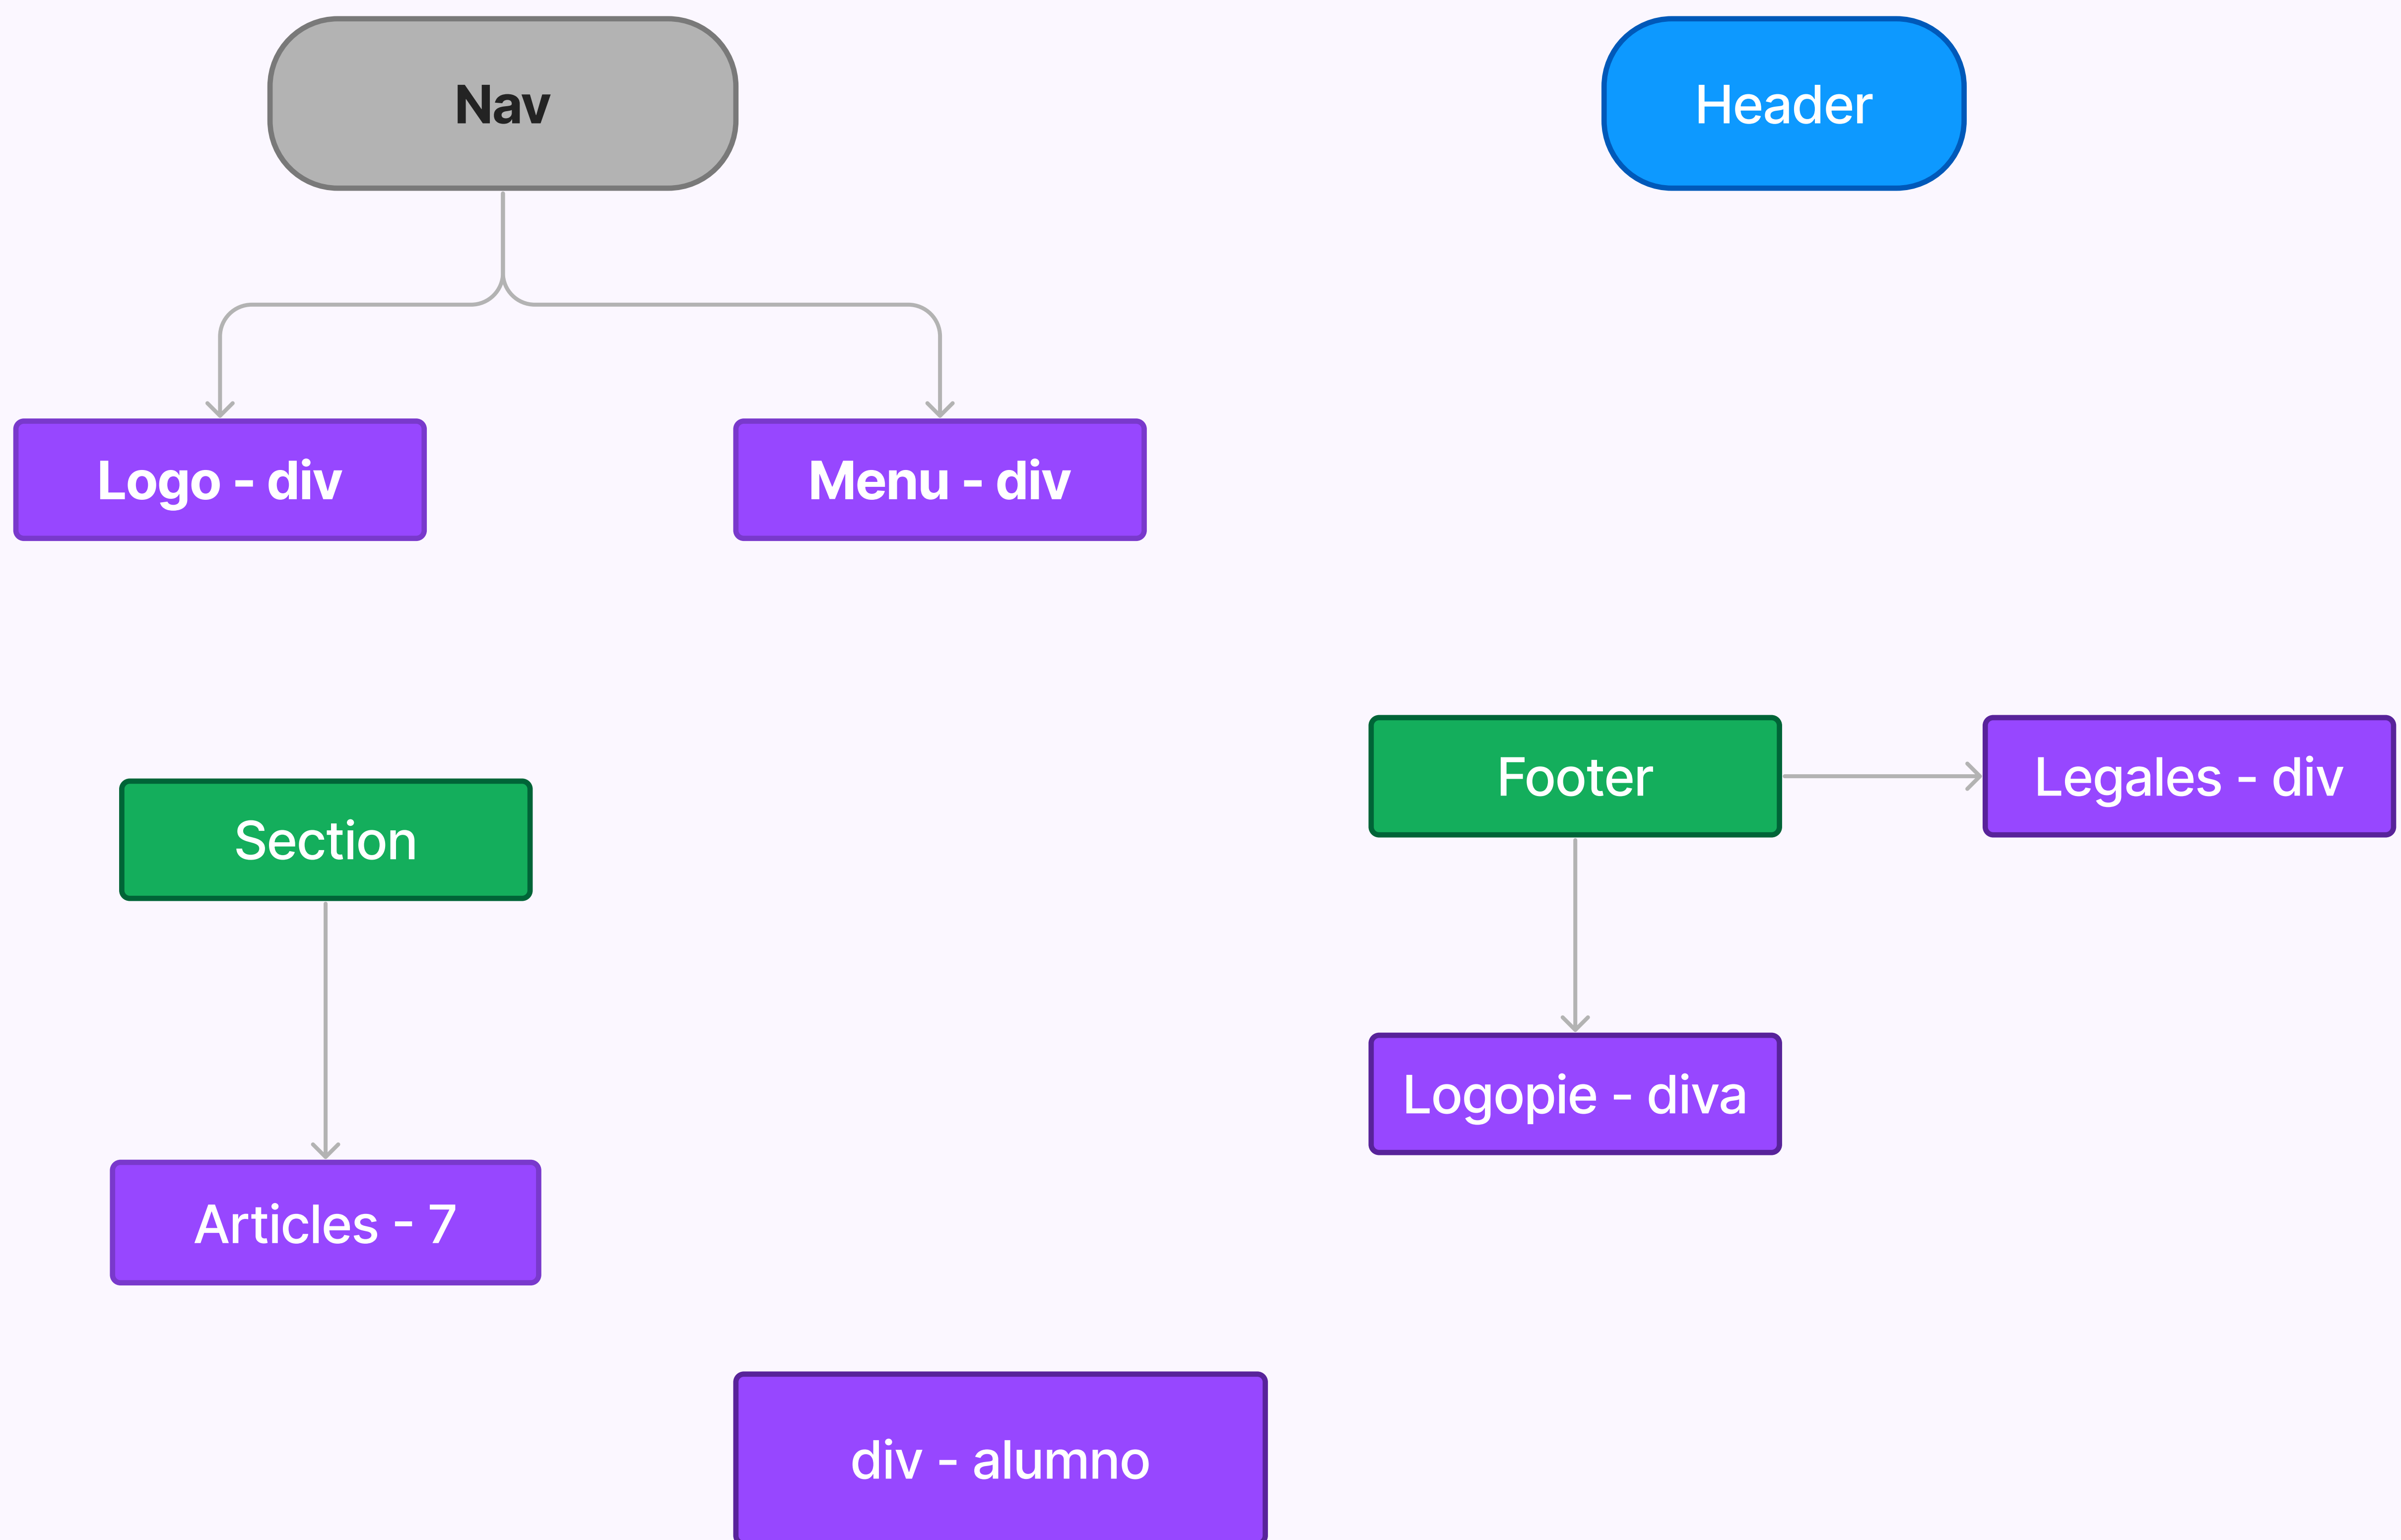 Nav
Header
Logo - div
Menu - div
Footer
Legales - div
Section
Logopie - diva
Articles - 7
div - alumno